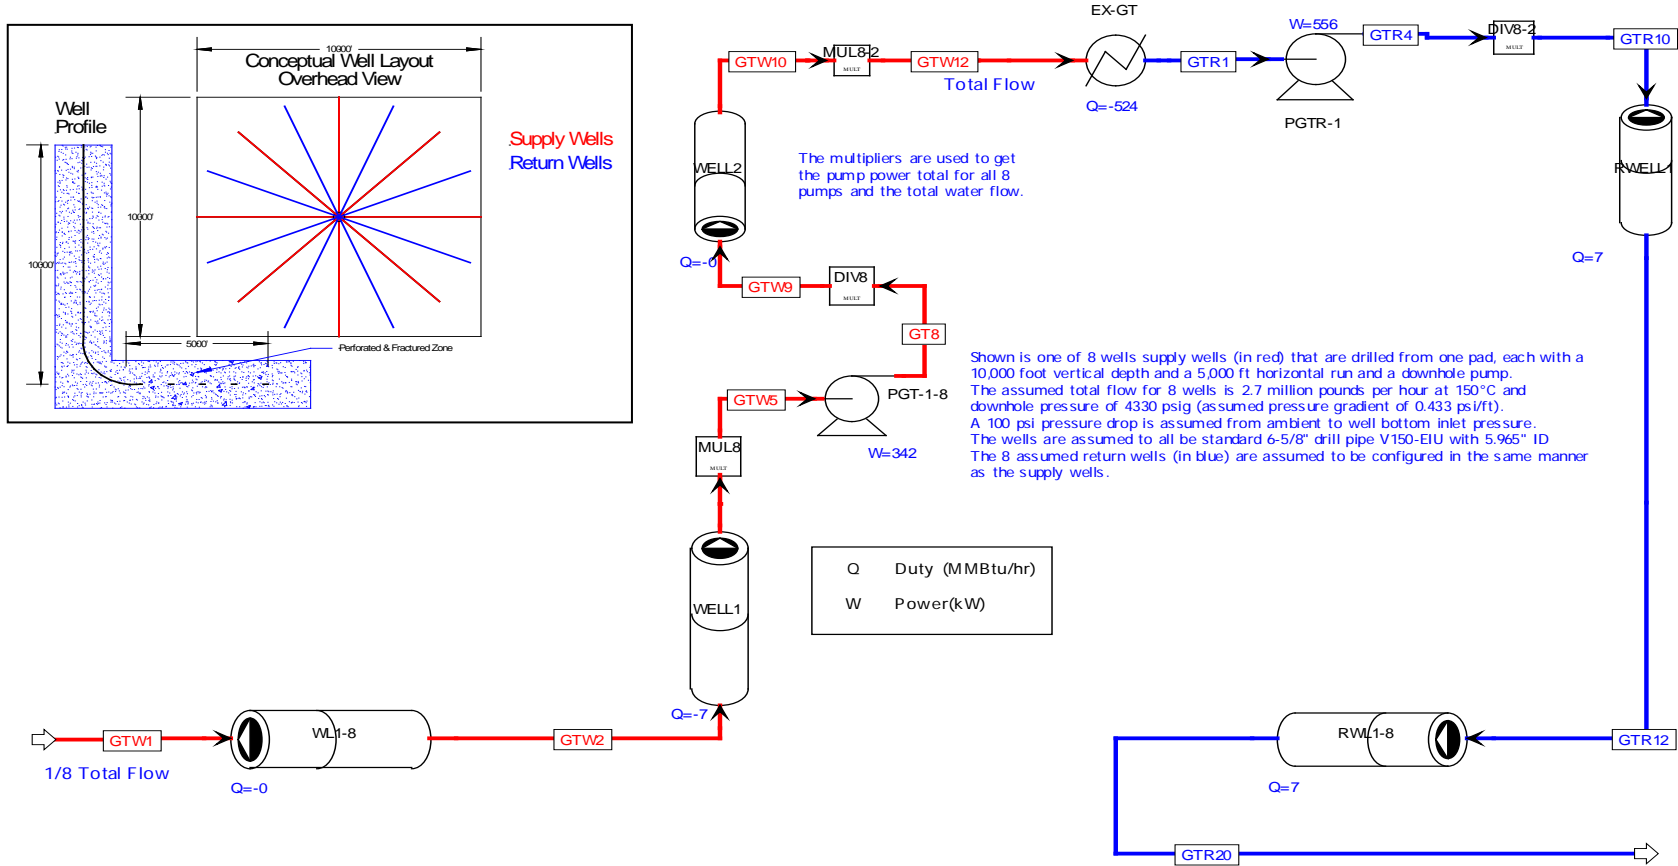 10000'
Conceptual Well Layout
Overhead View
Well
Profile
10000'
10000'
5000'
Perforated & Fractured Zone
Supply Wells
Return Wells
EX-GT
W=556
GTR4
DIV8-2
MULT
GTR10
MUL8-2
MULT
GTW10
GTW12
Total Flow
GTR1
Q=-524
PGTR-1
WELL2
The multipliers are used to get
the pump power total for all 8
pumps and the total water flow.
RWELL1
Q=7
Q=-0
GTW9
DIV8
MULT
GT8
Shown is one of 8 wells supply wells (in red) that are drilled from one pad, each with a
10,000 foot vertical depth and a 5,000 ft horizontal run and a downhole pump.
The assumed total flow for 8 wells is 2.7 million pounds per hour at 150°C and
downhole pressure of 4330 psig (assumed pressure gradient of 0.433 psi/ft).
A 100 psi pressure drop is assumed from ambient to well bottom inlet pressure.
The wells are assumed to all be standard 6-5/8" drill pipe V150-EIU with 5.965" ID
The 8 assumed return wells (in blue) are assumed to be configured in the same manner
as the supply wells.
GTW5
PGT-1-8
W=342
MUL8
MULT
WELL1
Q Duty (MMBtu/hr)
W Power(kW)
Q=-7
GTW1
WL1-8
GTW2
1/8 Total Flow
Q=-0
RWL1-8
GTR12
Q=7
GTR20